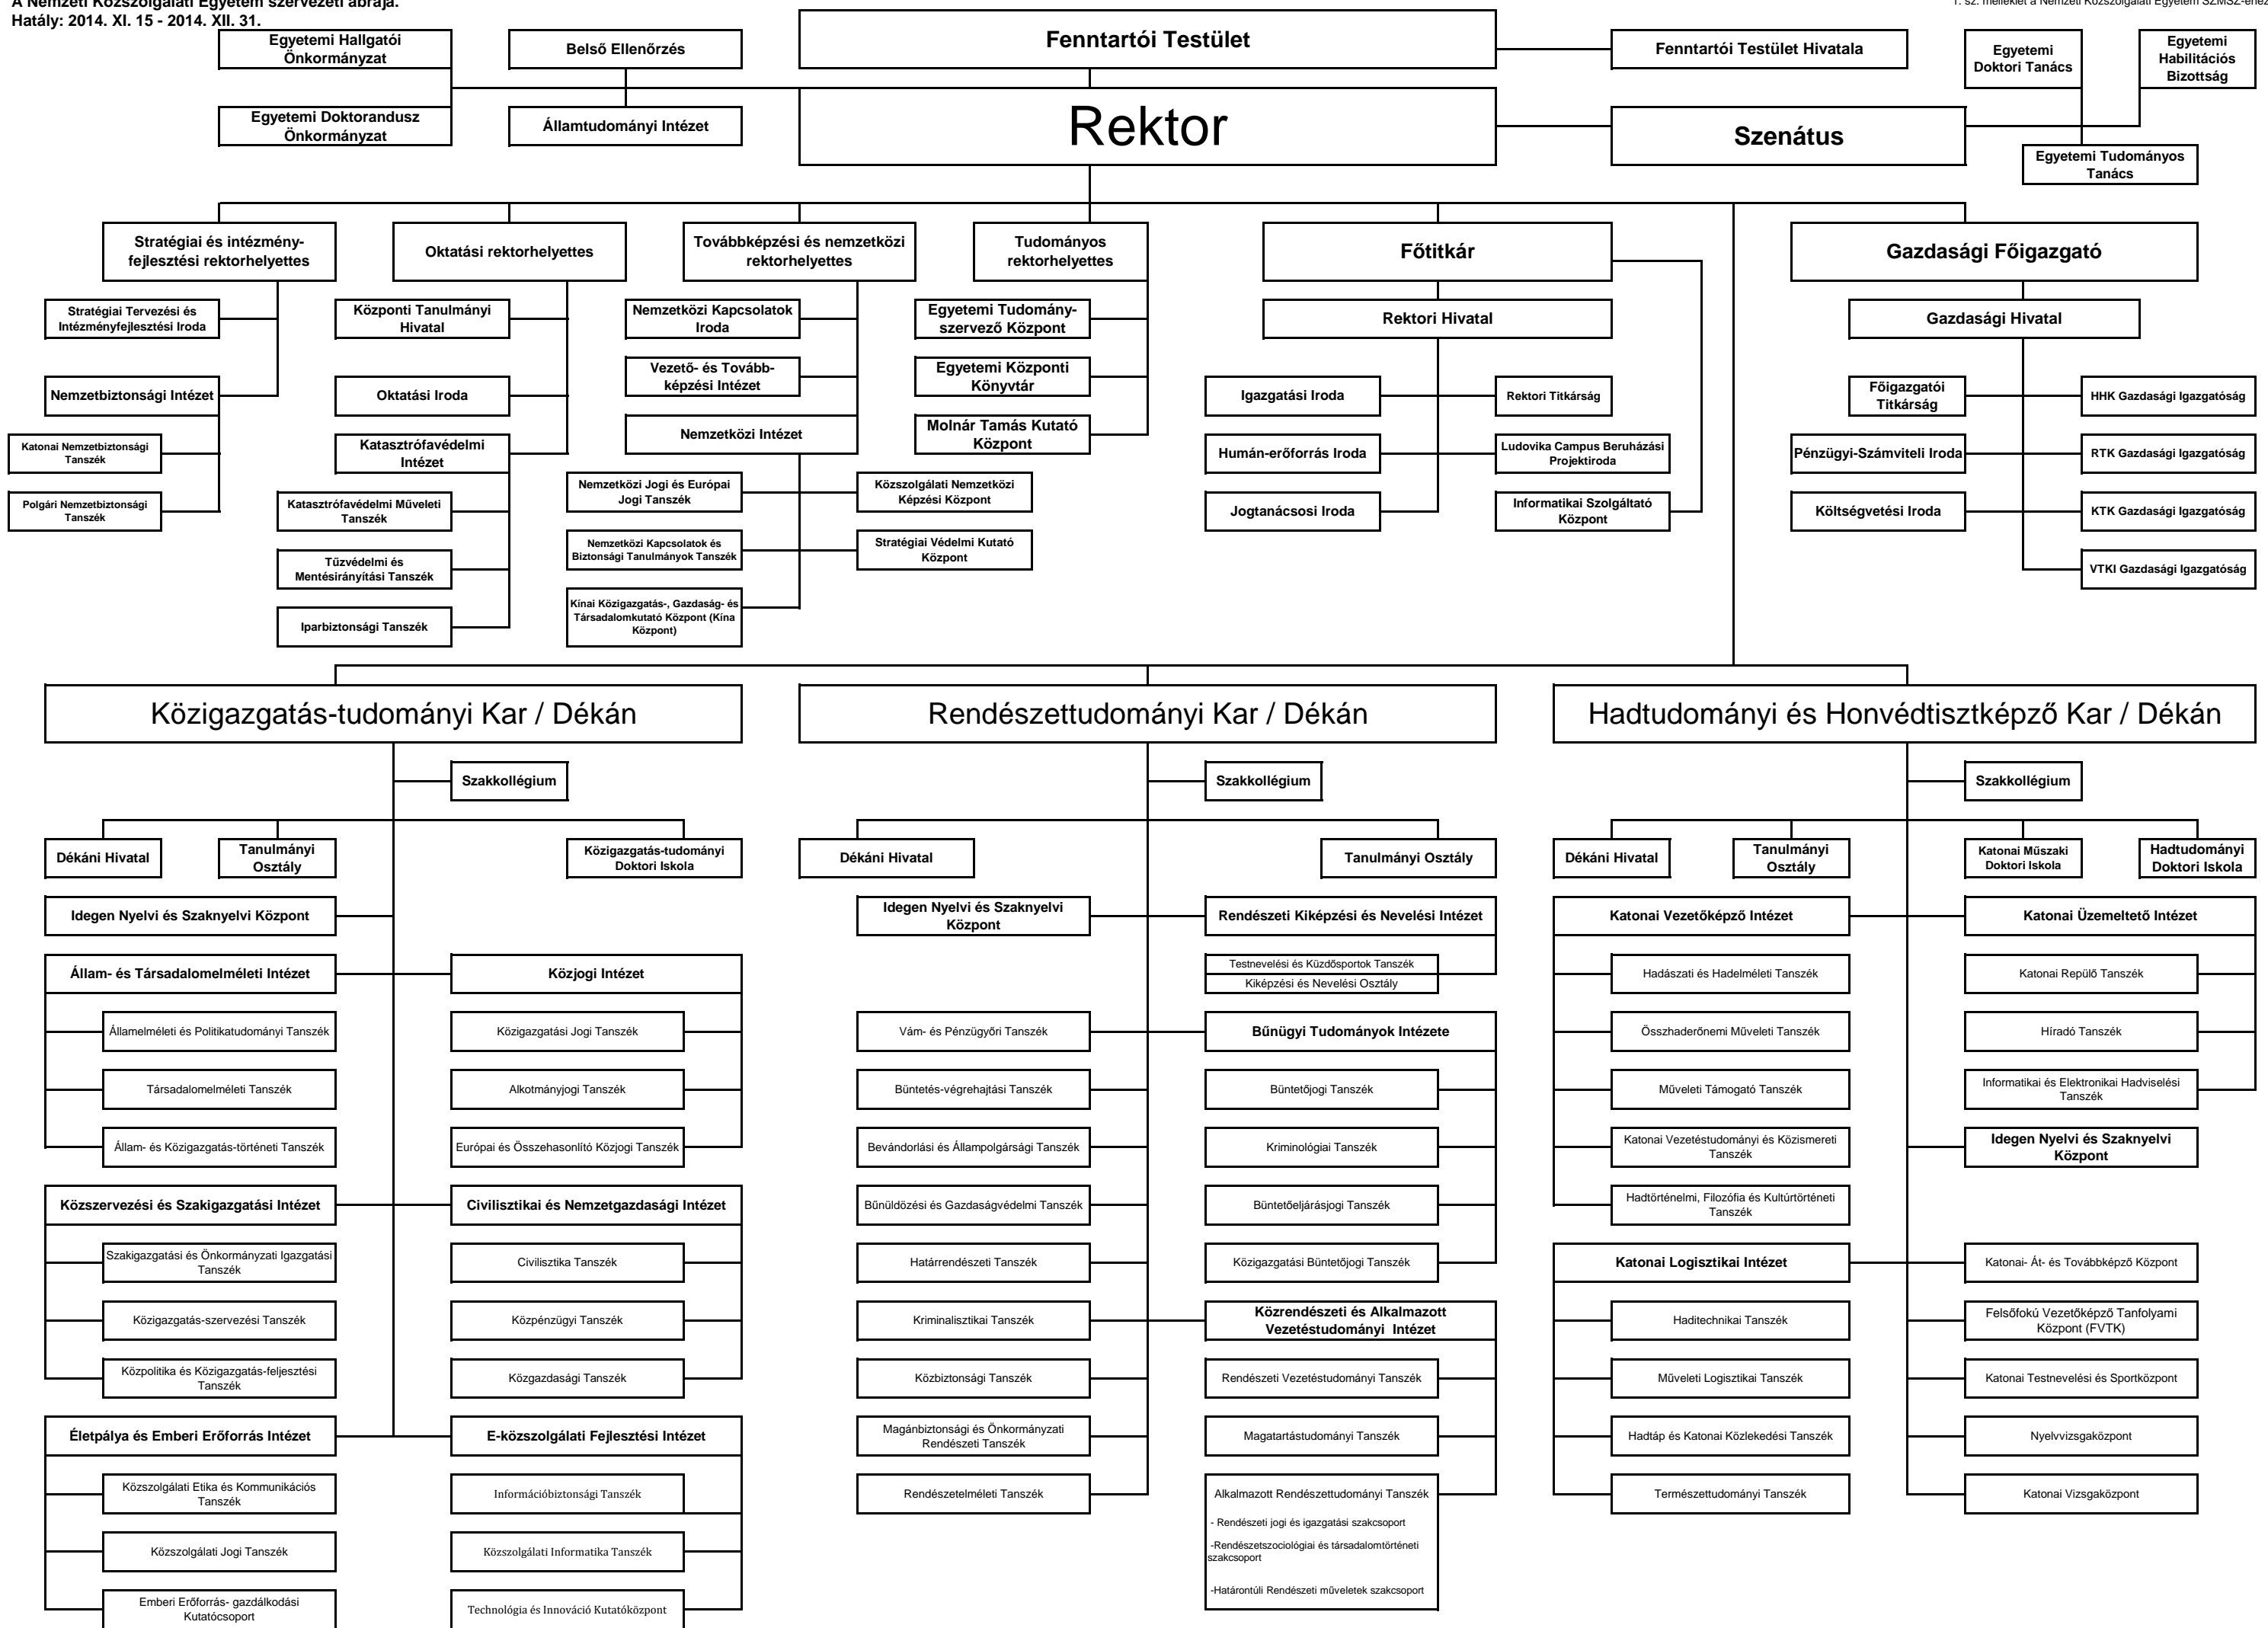 A Nemzeti Közszolgálati Egyetem szervezeti ábrája.
Hatály: 2014. XI. 15 - 2014. XII. 31.
1. sz. melléklet a Nemzeti Közszolgálati Egyetem SZMSZ-éhez
Egyetemi Hallgatói
Önkormányzat
Belső Ellenőrzés
Fenntartói Testület
Fenntartói Testület Hivatala
Egyetemi
Doktori Tanács
Egyetemi
Habilitációs
Bizottság
Egyetemi Doktorandusz
Önkormányzat
Államtudományi Intézet
Rektor
Szenátus
Egyetemi Tudományos
Tanács
Stratégiai és intézmény-
fejlesztési rektorhelyettes
Oktatási rektorhelyettes
Továbbképzési és nemzetközi
rektorhelyettes
Tudományos
rektorhelyettes
Főtitkár
Gazdasági Főigazgató
Stratégiai Tervezési és
Intézményfejlesztési Iroda
Központi Tanulmányi
Hivatal
Nemzetközi Kapcsolatok
Iroda
Egyetemi Tudomány-
szervező Központ
Rektori Hivatal
Gazdasági Hivatal
Vezető- és Tovább-
képzési Intézet
Egyetemi Központi
Könyvtár
Nemzetbiztonsági Intézet
Oktatási Iroda
Igazgatási Iroda
Rektori Titkárság
Főigazgatói
Titkárság
HHK Gazdasági Igazgatóság
Nemzetközi Intézet
Molnár Tamás Kutató
Központ
Katonai Nemzetbiztonsági
Tanszék
Katasztrófavédelmi
Intézet
Humán-erőforrás Iroda
Ludovika Campus Beruházási
Projektiroda
Pénzügyi-Számviteli Iroda
RTK Gazdasági Igazgatóság
Nemzetközi Jogi és Európai
Jogi Tanszék
Közszolgálati Nemzetközi
Képzési Központ
Polgári Nemzetbiztonsági
Tanszék
Katasztrófavédelmi Műveleti
Tanszék
Jogtanácsosi Iroda
Informatikai Szolgáltató
Központ
Költségvetési Iroda
KTK Gazdasági Igazgatóság
Nemzetközi Kapcsolatok és
Biztonsági Tanulmányok Tanszék
Stratégiai Védelmi Kutató
Központ
Tűzvédelmi és
Mentésirányítási Tanszék
VTKI Gazdasági Igazgatóság
Kínai Közigazgatás-, Gazdaság- és
Társadalomkutató Központ (Kína
Központ)
Iparbiztonsági Tanszék
Közigazgatás-tudományi Kar / Dékán
Rendészettudományi Kar / Dékán
Hadtudományi és Honvédtisztképző Kar / Dékán
Szakkollégium
Szakkollégium
Szakkollégium
Dékáni Hivatal
Tanulmányi
Osztály
Közigazgatás-tudományi
Doktori Iskola
Dékáni Hivatal
Tanulmányi Osztály
Dékáni Hivatal
Tanulmányi
Osztály
Katonai Műszaki
Doktori Iskola
Hadtudományi
Doktori Iskola
Idegen Nyelvi és Szaknyelvi Központ
Idegen Nyelvi és Szaknyelvi
Központ
Rendészeti Kiképzési és Nevelési Intézet
Katonai Vezetőképző Intézet
Katonai Üzemeltető Intézet
Állam- és Társadalomelméleti Intézet
Közjogi Intézet
Testnevelési és Küzdősportok Tanszék
Kiképzési és Nevelési Osztály
Hadászati és Hadelméleti Tanszék
Katonai Repülő Tanszék
Államelméleti és Politikatudományi Tanszék
Közigazgatási Jogi Tanszék
Vám- és Pénzügyőri Tanszék
Bűnügyi Tudományok Intézete
Összhaderőnemi Műveleti Tanszék
Híradó Tanszék
Társadalomelméleti Tanszék
Alkotmányjogi Tanszék
Büntetés-végrehajtási Tanszék
Büntetőjogi Tanszék
Műveleti Támogató Tanszék
Informatikai és Elektronikai Hadviselési
Tanszék
Állam- és Közigazgatás-történeti Tanszék
Európai és Összehasonlító Közjogi Tanszék
Bevándorlási és Állampolgársági Tanszék
Kriminológiai Tanszék
Katonai Vezetéstudományi és Közismereti
Tanszék
Idegen Nyelvi és Szaknyelvi
Központ
Közszervezési és Szakigazgatási Intézet
Civilisztikai és Nemzetgazdasági Intézet
Bűnüldözési és Gazdaságvédelmi Tanszék
Büntetőeljárásjogi Tanszék
Hadtörténelmi, Filozófia és Kultúrtörténeti
Tanszék
Szakigazgatási és Önkormányzati Igazgatási
Tanszék
Civilisztika Tanszék
Határrendészeti Tanszék
Közigazgatási Büntetőjogi Tanszék
Katonai Logisztikai Intézet
Katonai- Át- és Továbbképző Központ
Közigazgatás-szervezési Tanszék
Közpénzügyi Tanszék
Kriminalisztikai Tanszék
Közrendészeti és Alkalmazott
Vezetéstudományi  Intézet
Haditechnikai Tanszék
Felsőfokú Vezetőképző Tanfolyami
Központ (FVTK)
Közpolitika és Közigazgatás-feljesztési
Tanszék
Közgazdasági Tanszék
Közbiztonsági Tanszék
Rendészeti Vezetéstudományi Tanszék
Műveleti Logisztikai Tanszék
Katonai Testnevelési és Sportközpont
Életpálya és Emberi Erőforrás Intézet
E-közszolgálati Fejlesztési Intézet
Magánbiztonsági és Önkormányzati
Rendészeti Tanszék
Magatartástudományi Tanszék
Hadtáp és Katonai Közlekedési Tanszék
Nyelvvizsgaközpont
Közszolgálati Etika és Kommunikációs
Tanszék
Információbiztonsági Tanszék
Rendészetelméleti Tanszék
Alkalmazott Rendészettudományi Tanszék
- Rendészeti jogi és igazgatási szakcsoport
-Rendészetszociológiai és társadalomtörténeti
szakcsoport
-Határontúli Rendészeti műveletek szakcsoport
Természettudományi Tanszék
Katonai Vizsgaközpont
Közszolgálati Jogi Tanszék
Közszolgálati Informatika Tanszék
Emberi Erőforrás- gazdálkodási
Kutatócsoport
Technológia és Innováció Kutatóközpont